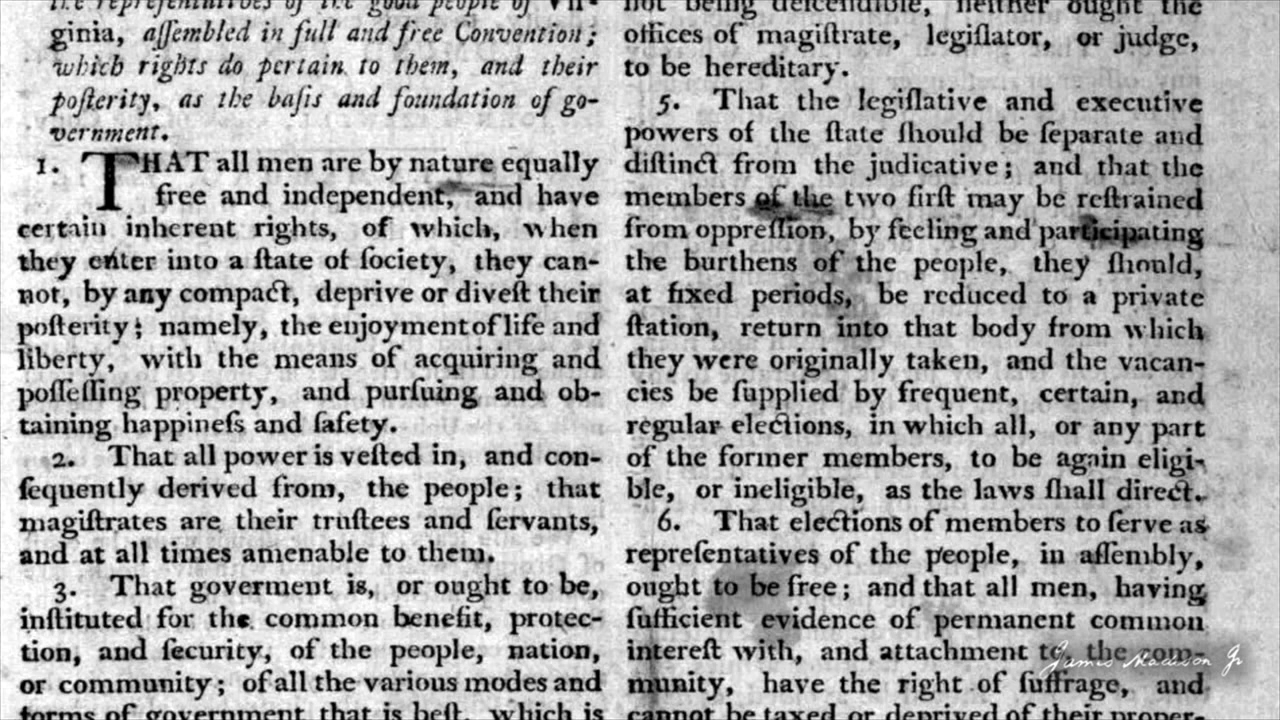 the repreſentatives of the good people of Vir-
ginia, aſſembled in full and free Convention;
which rights do pertain to them, and their
poſterity, as the baſis and foundation of go-
vernment.
1. THAT all men are by nature equally
free and independent, and have
certain inherent rights, of which, when
they enter into a ſtate of ſociety, they can-
not, by any compact, deprive or diveſt their
poſterity; namely, the enjoyment of life and
liberty, with the means of acquiring and
poſſeſſing property, and purſuing and ob-
taining happineſs and ſafety.
2. That all power is veſted in, and con-
ſequently derived from, the people; that
magiſtrates are their truſtees and ſervants,
and at all times amenable to them.
3. That goverment is, or ought to be,
inſtituted for the common benefit, protec-
tion, and ſecurity, of the people, nation,
or community; of all the various modes and
forms of government that is beſt, which is
not being deſcendible, neither ought the
offices of magiſtrate, legiſlator, or judge,
to be hereditary.
5. That the legiſlative and executive
powers of the ſtate ſhould be ſeparate and
diſtinct from the judicative; and that the
members of the two firſt may be reſtrained
from oppreſſion, by feeling and participating
the burthens of the people, they ſhould,
at fixed periods, be reduced to a private
ſtation, return into that body from which
they were originally taken, and the vacan-
cies be ſupplied by frequent, certain, and
regular elections, in which all, or any part
of the former members, to be again eligi-
ble, or ineligible, as the laws ſhall direct.
6. That elections of members to ſerve as
repreſentatives of the people, in aſſembly,
ought to be free; and that all men, having
ſufficient evidence of permanent common
intereſt with, and attachment to the com-
munity, have the right of ſuffrage, and
cannot be taxed or deprived of their proper-
James Madison Jr